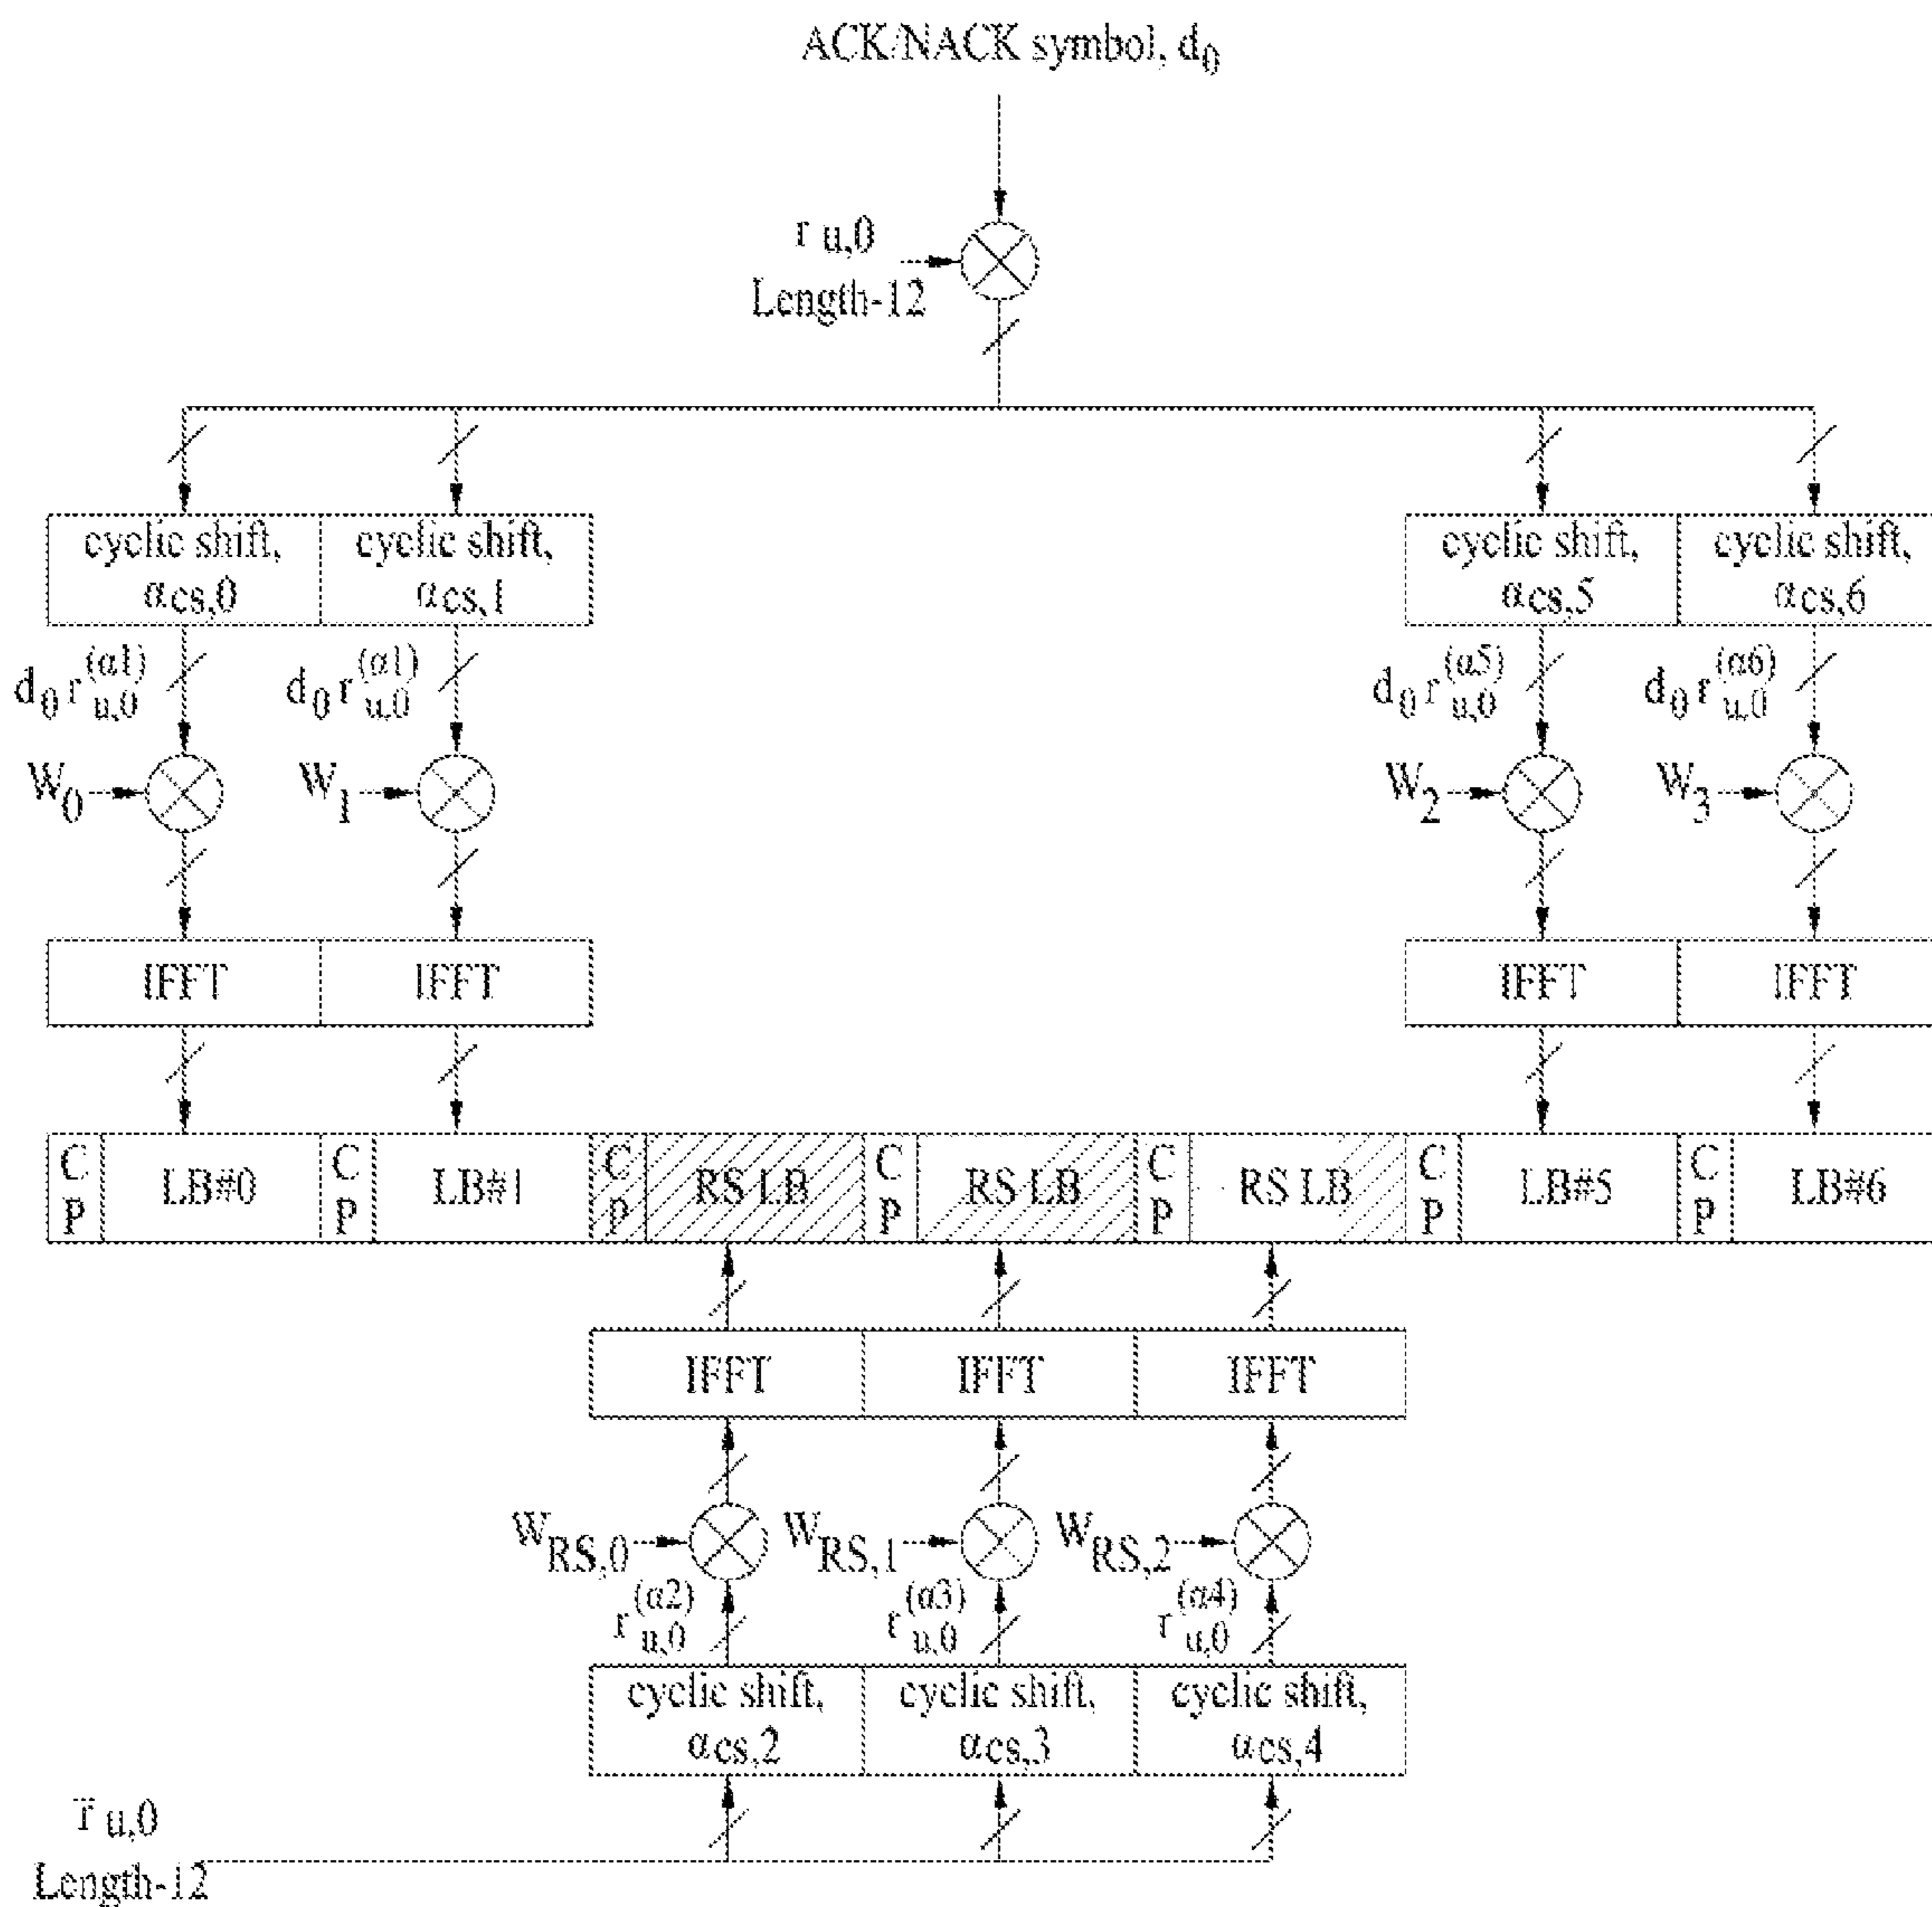 ACK/NACK symbol, d0
r u,0
Length-12
cyclic shift, αcs,0
cyclic shift, αcs,1
cyclic shift, αcs,5
cyclic shift, αcs,6
d0 r u,0 (α1)
d0 r u,0 (α1)
d0 r u,0 (α5)
d0 r u,0 (α6)
W0
W1
W2
W3
IFFT
IFFT
IFFT
IFFT
CP LB#0 CP LB#1 CP RS LB CP RS LB CP RS LB CP LB#5 CP LB#6
IFFT
IFFT
IFFT
WRS,0
WRS,1
WRS,2
r u,0 (α2)
r u,0 (α3)
r u,0 (α4)
cyclic shift, αcs,2
cyclic shift, αcs,3
cyclic shift, αcs,4
r̄ u,0
Length-12